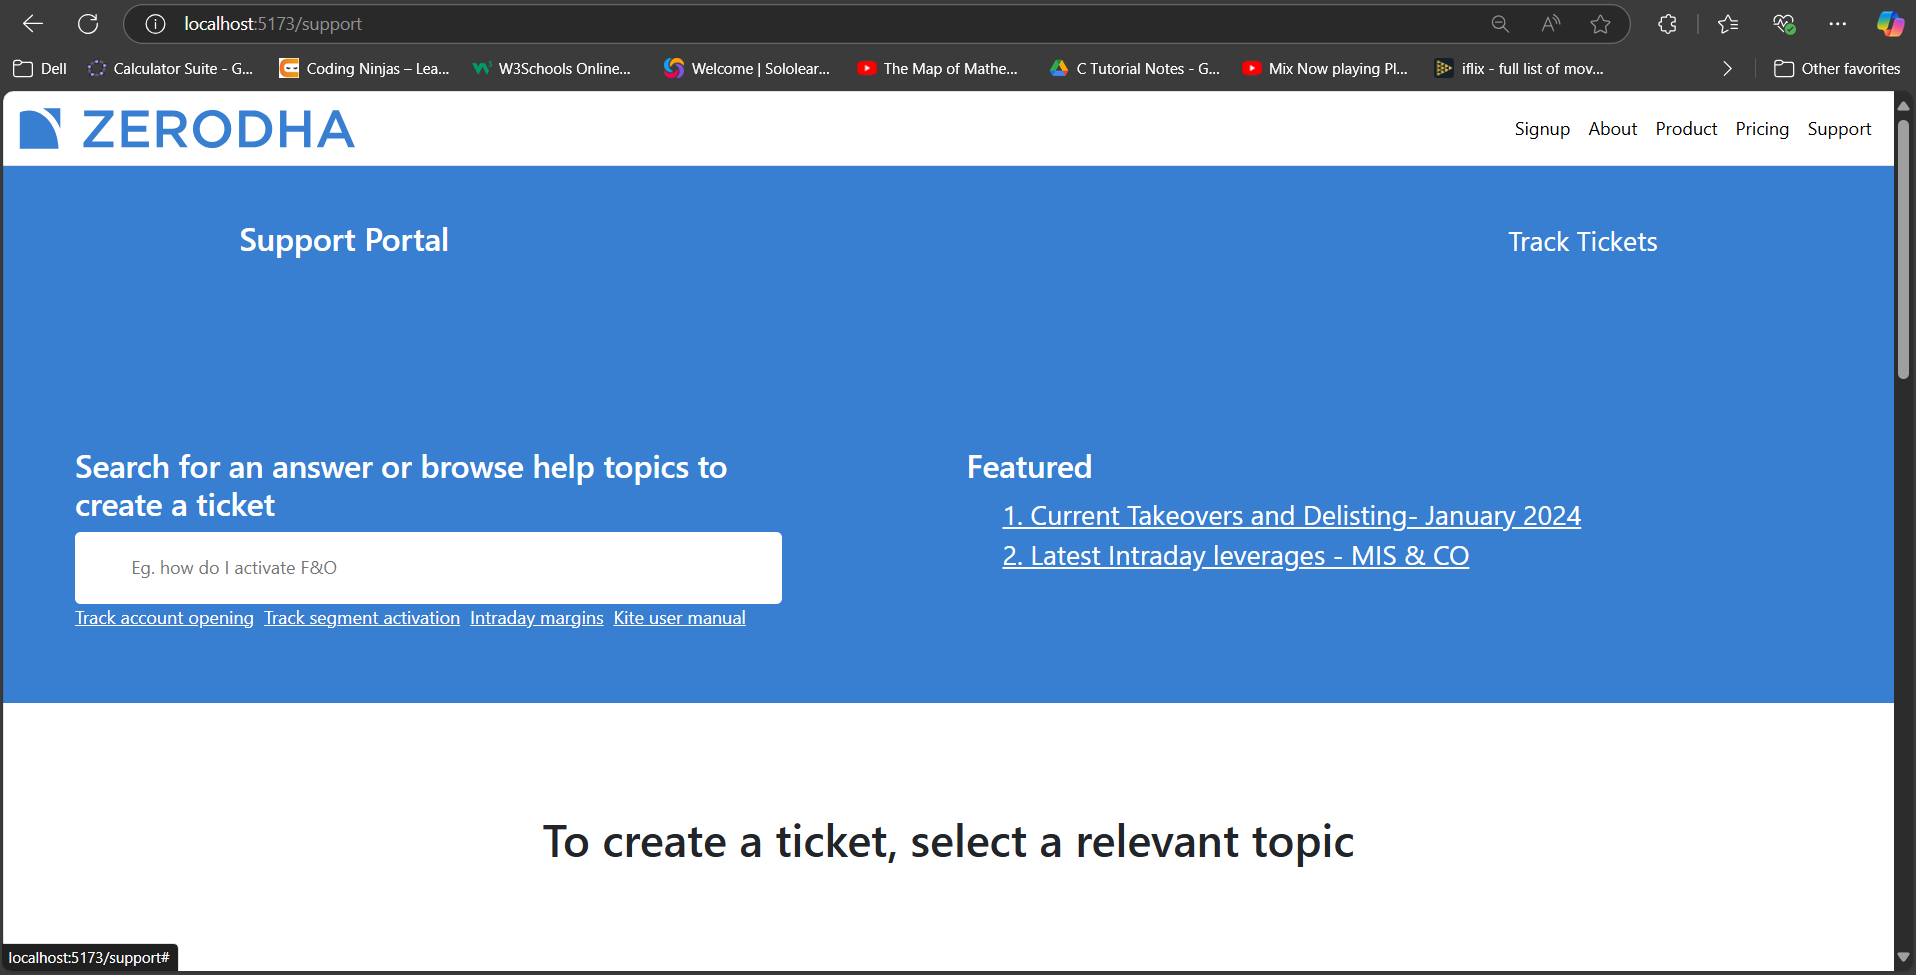 localhost:5173/support
Dell
Calculator Suite - G...
Coding Ninjas – Lea...
W3Schools Online...
Welcome | Sololear...
The Map of Mathe...
C Tutorial Notes - G...
Mix Now playing Pl...
iflix - full list of mov...
Other favorites
ZERODHA
Signup About Product Pricing Support
Support Portal
Track Tickets
Search for an answer or browse help topics to
create a ticket
Eg. how do I activate F&O
Track account opening Track segment activation Intraday margins Kite user manual
Featured
1. Current Takeovers and Delisting- January 2024
2. Latest Intraday leverages - MIS & CO
To create a ticket, select a relevant topic
localhost:5173/support#